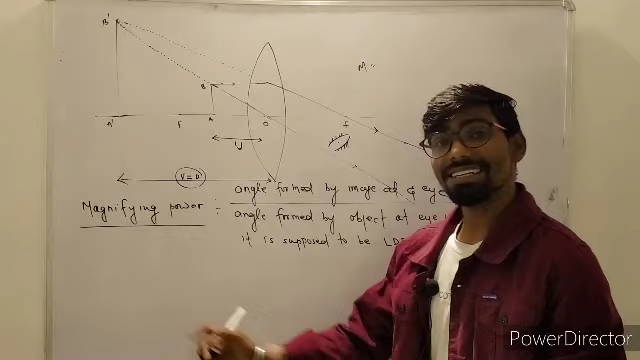 B'
B
M =
A'
F
A
O
f
U
V = D
Magnifying power = angle formed by image at eye
angle formed by object at eye
it is supposed to be LD
PowerDirector